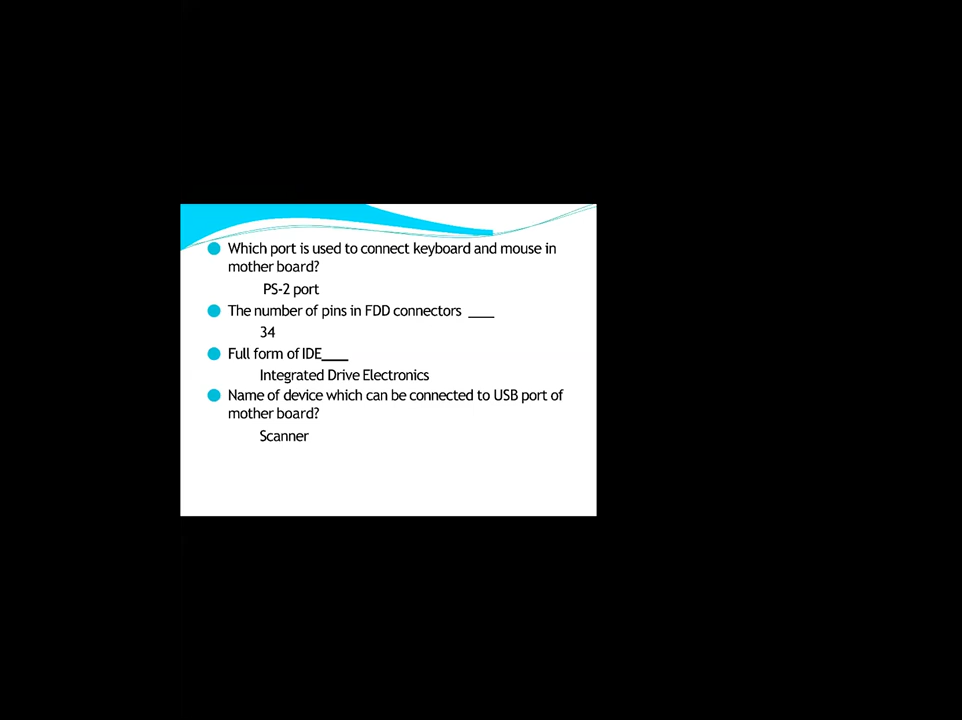 Which port is used to connect keyboard and mouse in
mother board?
PS-2 port
The number of pins in FDD connectors ____
34
Full form of IDE____
Integrated Drive Electronics
Name of device which can be connected to USB port of
mother board?
Scanner